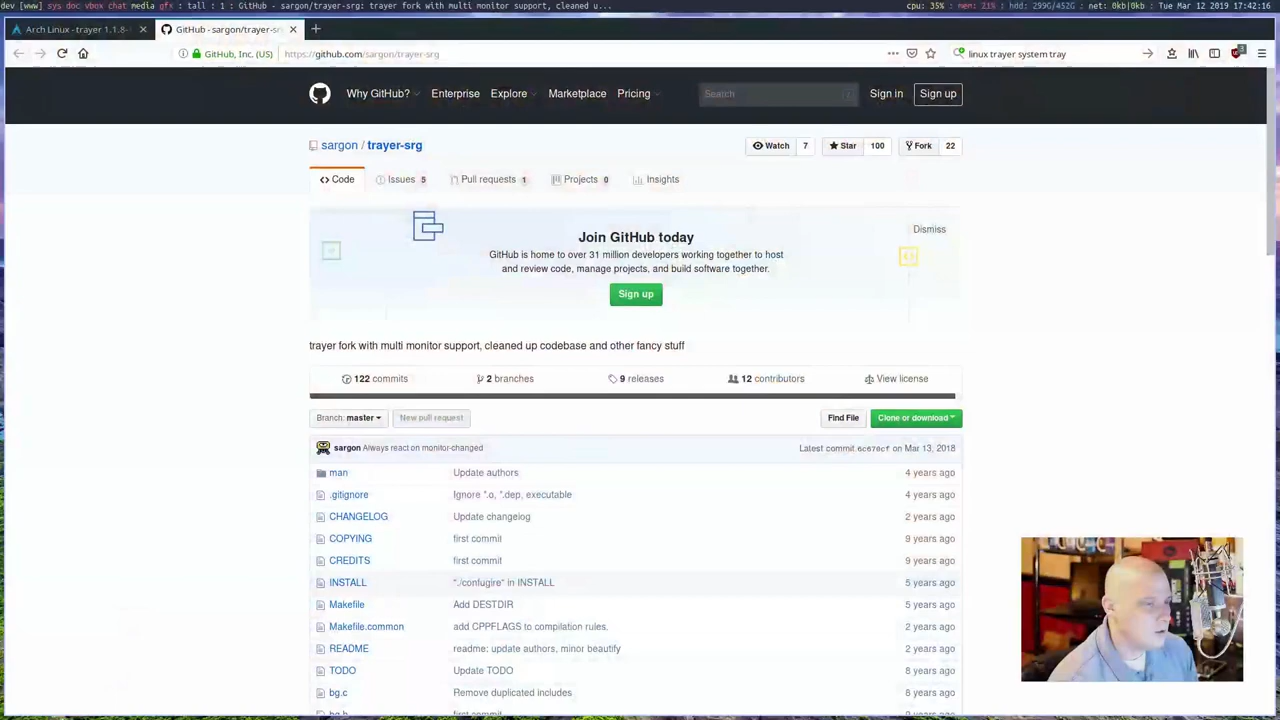 dev [www] sys doc vbox chat media gfx : tall : 1 : GitHub - sargon/trayer-srg: trayer fork with multi monitor support, cleaned u... cpu: 35% : mem: 21% : hdd: 299G/452G : net: 0kb|0kb : Tue Mar 12 2019 17:42:16
Arch Linux - trayer 1.1.8- GitHub - sargon/trayer-sr
GitHub, Inc. (US) https://github.com/sargon/trayer-srg linux trayer system tray
Why GitHub? Enterprise Explore Marketplace Pricing Search / Sign in Sign up
sargon / trayer-srg Watch 7 Star 100 Fork 22
Code Issues 5 Pull requests 1 Projects 0 Insights
Join GitHub today
Dismiss
GitHub is home to over 31 million developers working together to host
and review code, manage projects, and build software together.
Sign up
trayer fork with multi monitor support, cleaned up codebase and other fancy stuff
122 commits 2 branches 9 releases 12 contributors View license
Branch: master New pull request Find File Clone or download
sargon Always react on monitor-changed Latest commit on Mar 13, 2018
man Update authors 4 years ago
.gitignore Ignore *.o, *.dep, executable 4 years ago
CHANGELOG Update changelog 2 years ago
COPYING first commit 9 years ago
CREDITS first commit 9 years ago
INSTALL "./confugire" in INSTALL 5 years ago
Makefile Add DESTDIR 5 years ago
Makefile.common add CPPFLAGS to compilation rules. 2 years ago
README readme: update authors, minor beautify 2 years ago
TODO Update TODO 8 years ago
bg.c Remove duplicated includes 6 years ago